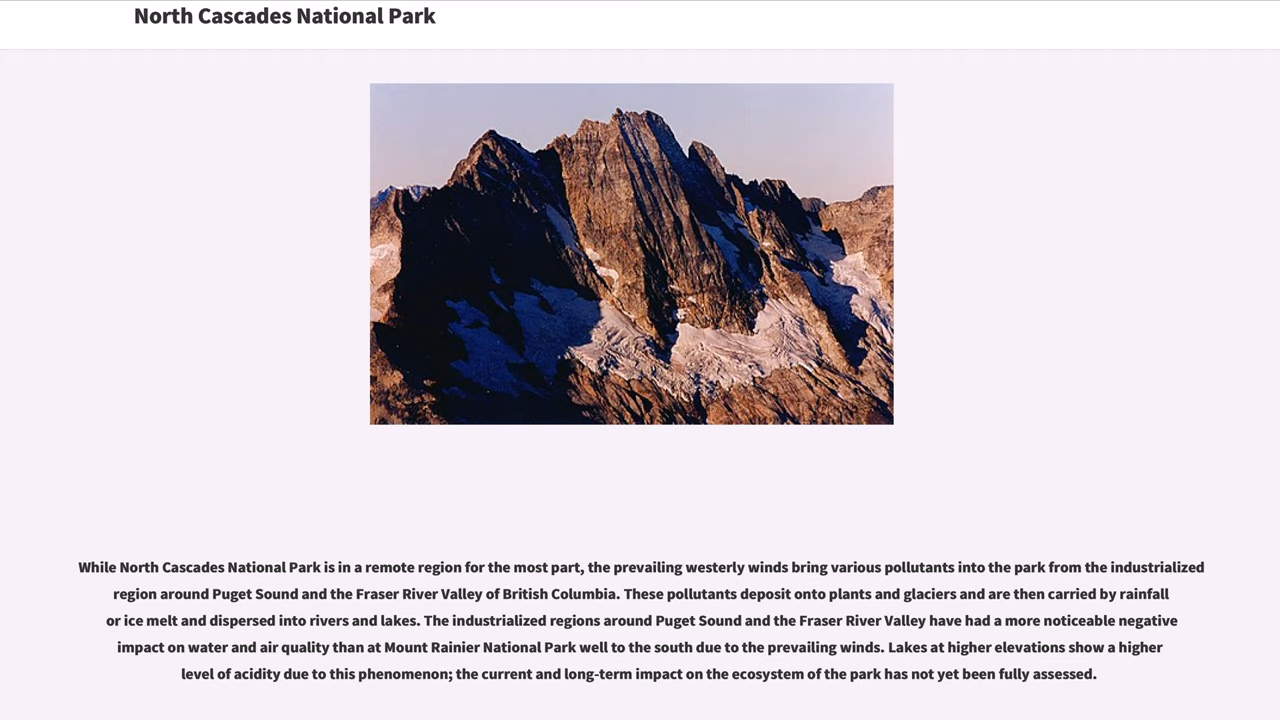 North Cascades National Park
While North Cascades National Park is in a remote region for the most part, the prevailing westerly winds bring various pollutants into the park from the industrialized
region around Puget Sound and the Fraser River Valley of British Columbia. These pollutants deposit onto plants and glaciers and are then carried by rainfall
or ice melt and dispersed into rivers and lakes. The industrialized regions around Puget Sound and the Fraser River Valley have had a more noticeable negative
impact on water and air quality than at Mount Rainier National Park well to the south due to the prevailing winds. Lakes at higher elevations show a higher
level of acidity due to this phenomenon; the current and long-term impact on the ecosystem of the park has not yet been fully assessed.